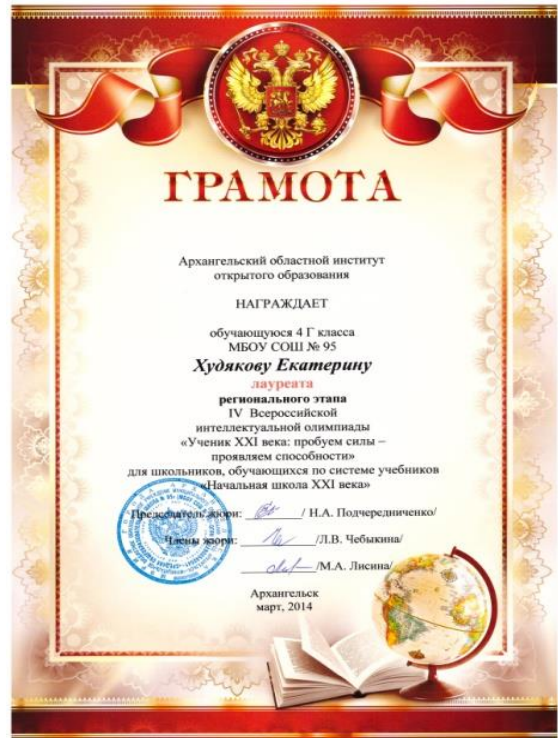 ГРАМОТА
Архангельский областной институт
открытого образования
НАГРАЖДАЕТ
обучающуюся 4 Г класса
МБОУ СОШ № 95
Худякову Екатерину
лауреата
регионального этапа
IV Всероссийской
интеллектуальной олимпиады
«Ученик XXI века: пробуем силы –
проявляем способности»
для школьников, обучающихся по системе учебников
«Начальная школа XXI века»
Председатель жюри: / Н.А. Подчередниченко/
Члены жюри: /Л.В. Чебыкина/
/М.А. Лисина/
Архангельск
март, 2014